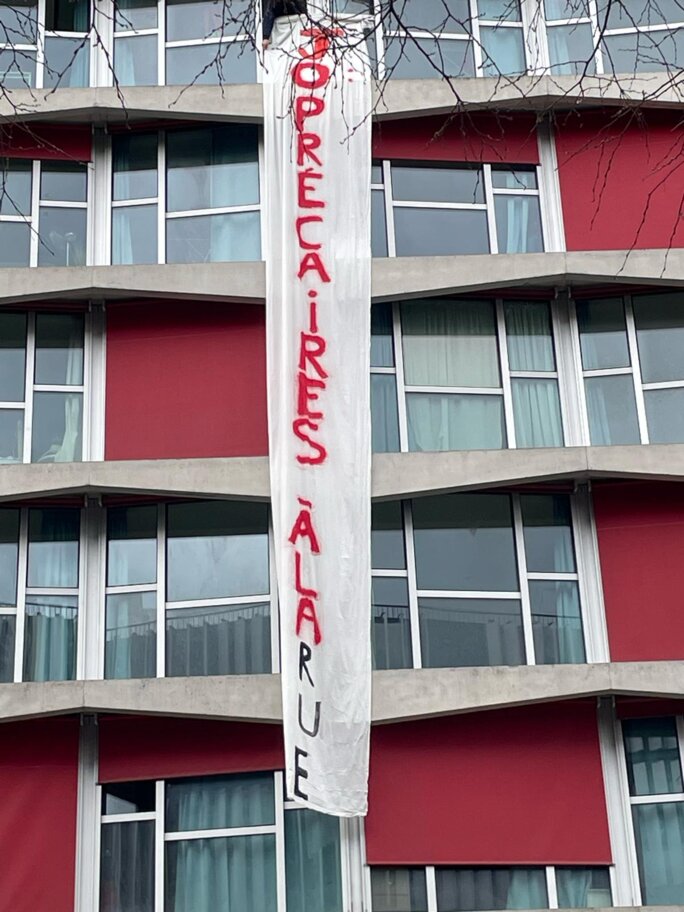 JO : PRÉCAiRES À LA RUE